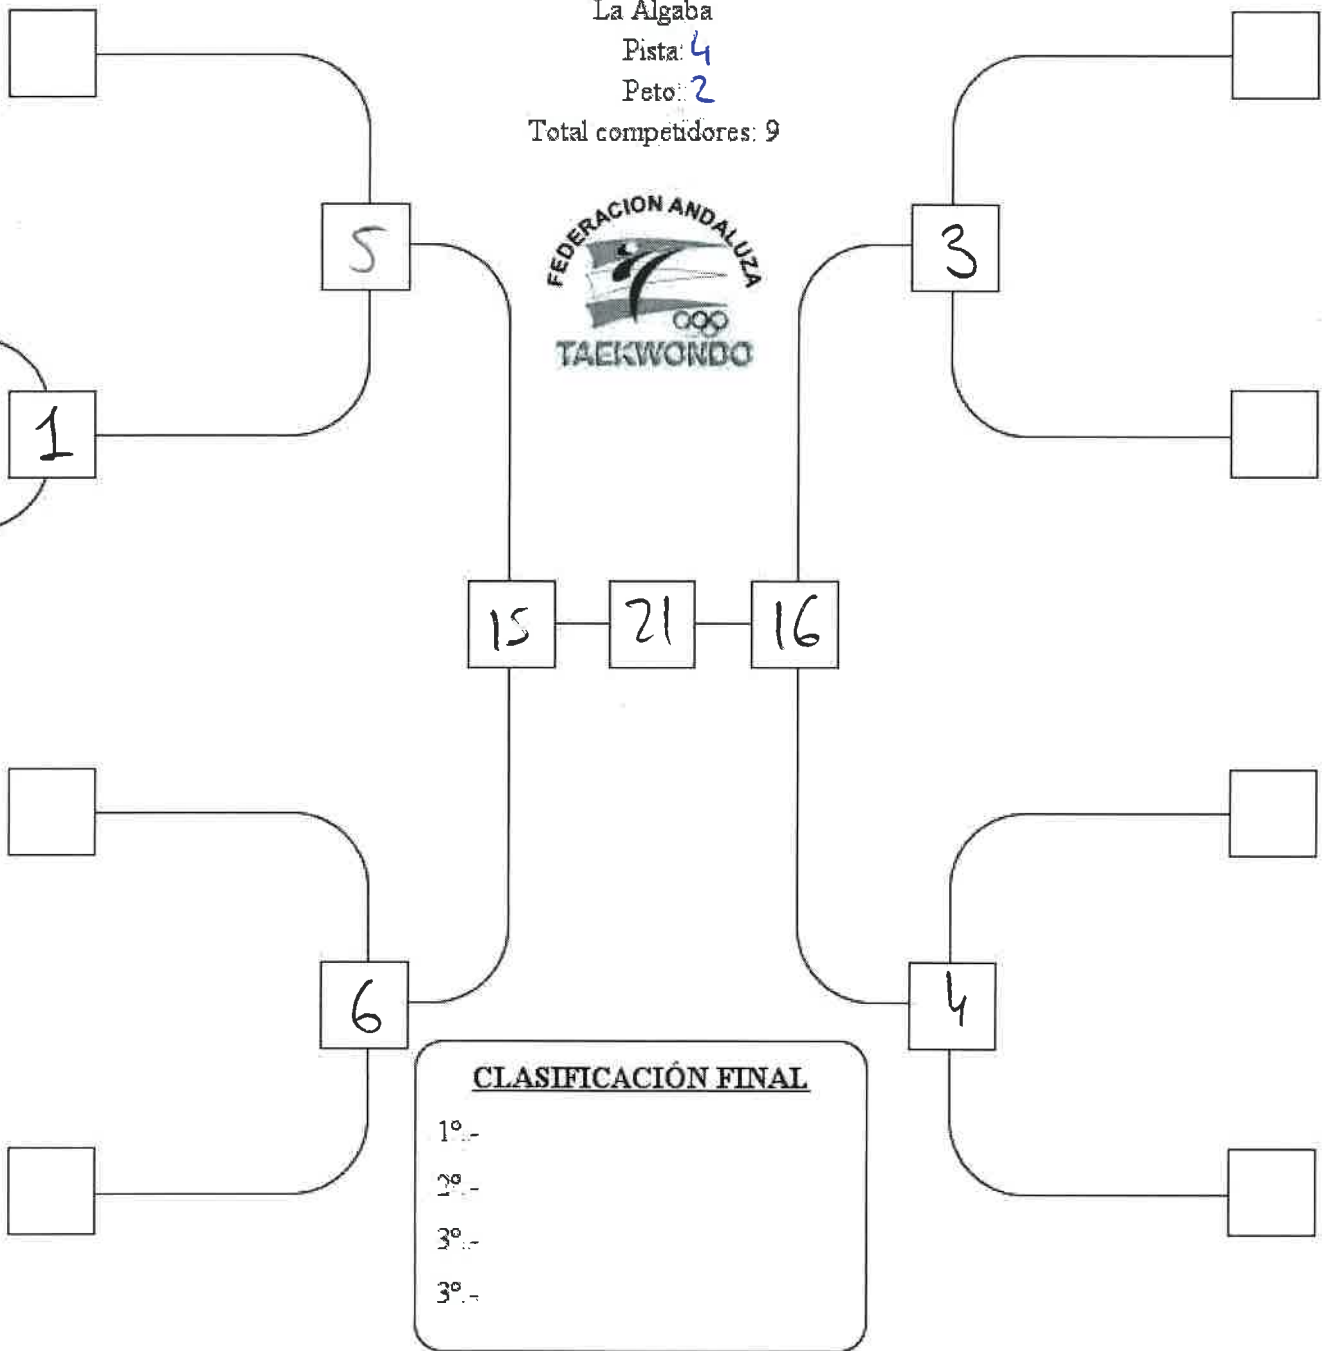 La Algaba
Pista: 4
Peto: 2
Total competidores: 9
FEDERACION ANDALUZA
TAEKWONDO
5
3
1
15
21
16
6
4
CLASIFICACIÓN FINAL
1º.-
2º.-
3º.-
3º.-